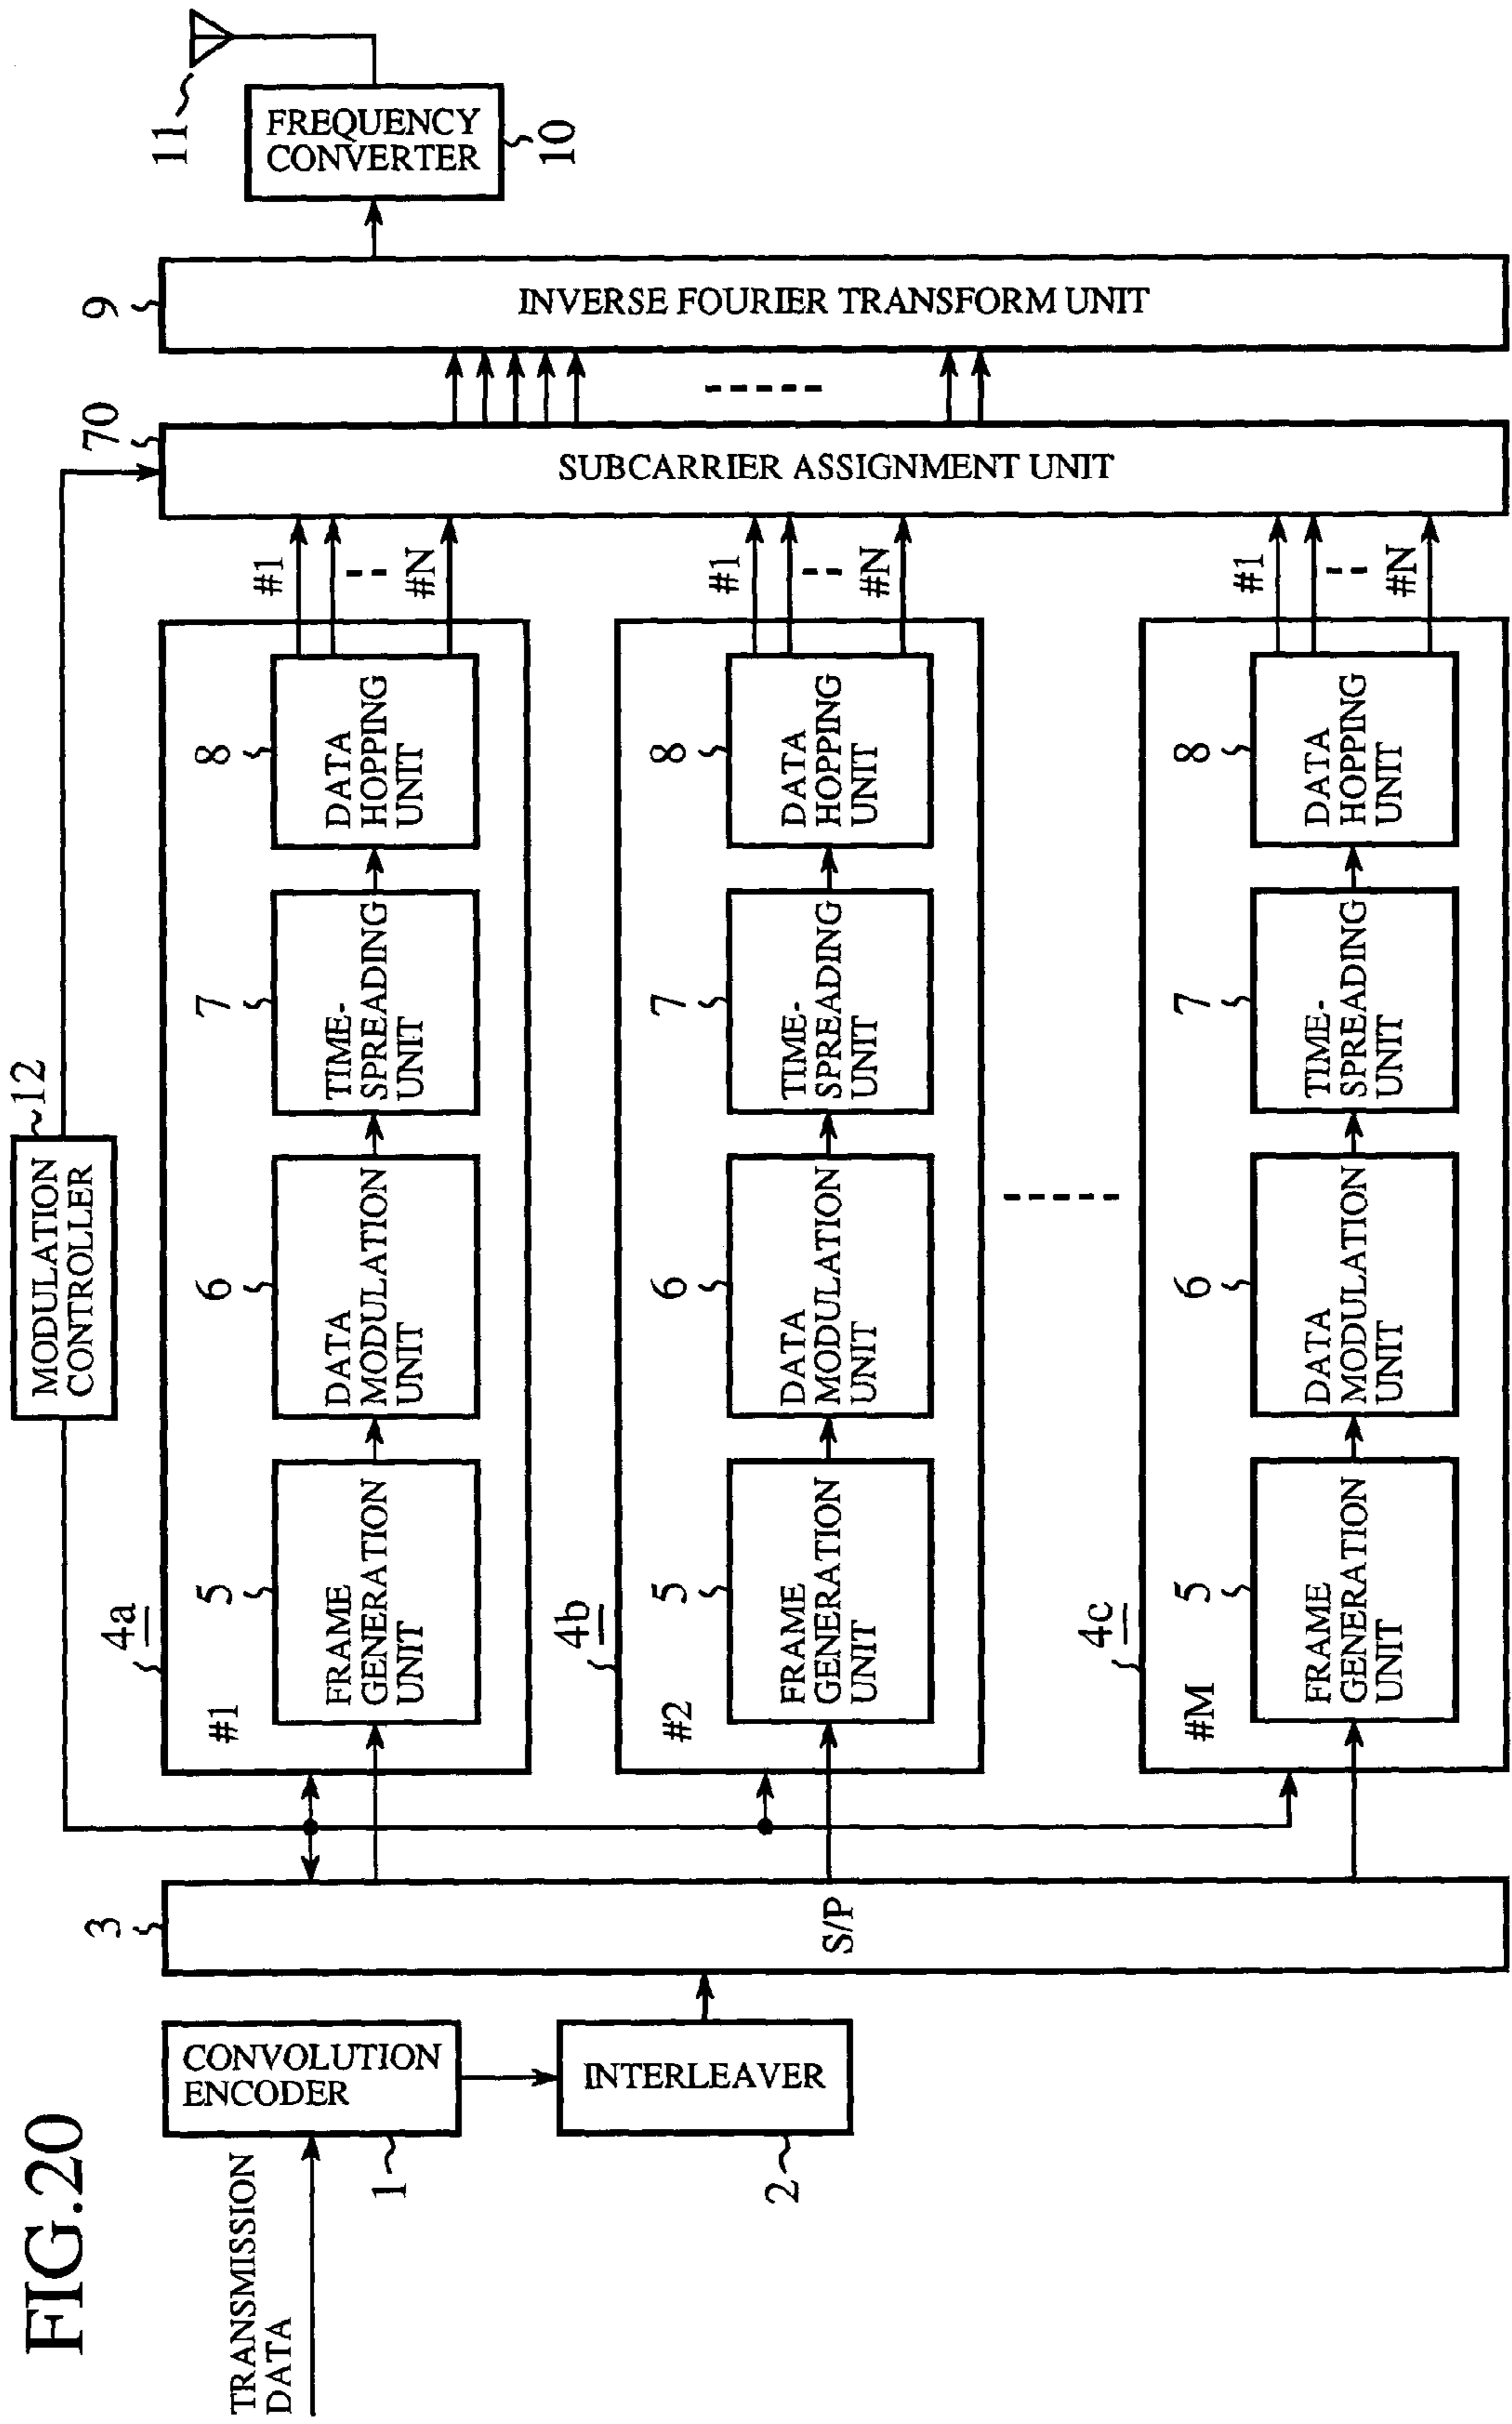 FIG.20
TRANSMISSION
DATA
CONVOLUTION
ENCODER
1
INTERLEAVER
2
3
S/P
MODULATION
CONTROLLER
12
4a
#1
5
FRAME
GENERATION
UNIT
6
DATA
MODULATION
UNIT
7
TIME-
SPREADING
UNIT
8
DATA
HOPPING
UNIT
#1
#N
4b
#2
5
FRAME
GENERATION
UNIT
6
DATA
MODULATION
UNIT
7
TIME-
SPREADING
UNIT
8
DATA
HOPPING
UNIT
#1
#N
4c
#M
5
FRAME
GENERATION
UNIT
6
DATA
MODULATION
UNIT
7
TIME-
SPREADING
UNIT
8
DATA
HOPPING
UNIT
#1
#N
70
SUBCARRIER ASSIGNMENT UNIT
9
INVERSE FOURIER TRANSFORM UNIT
FREQUENCY
CONVERTER
10
11